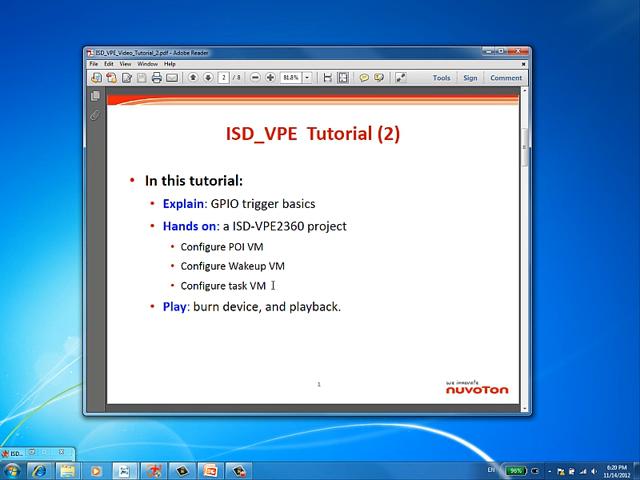 ISD_VPE_Video_Tutorial_2.pdf - Adobe Reader
File Edit View Window Help
2 / 8 81.8% Tools Sign Comment
ISD_VPE Tutorial (2)
• In this tutorial:
• Explain: GPIO trigger basics
• Hands on: a ISD-VPE2360 project
• Configure POI VM
• Configure Wakeup VM
• Configure task VM
• Play: burn device, and playback.
1
we innovate
nuvoTon
ISD...
EN 96% 6:20 PM
11/14/2012